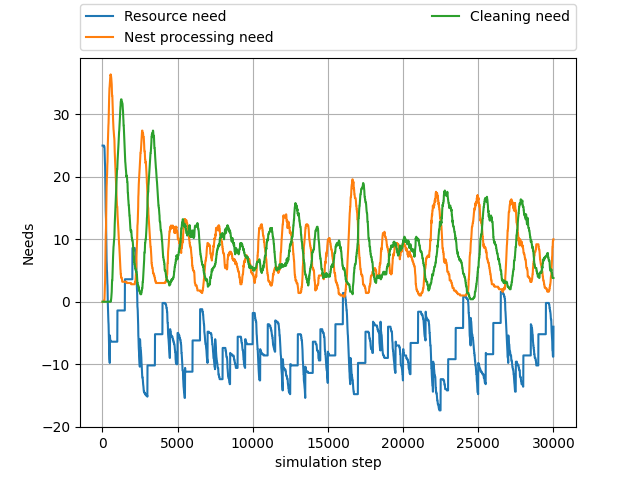 Resource need
Nest processing need
Cleaning need
Needs
30
20
10
0
−10
−20
0 5000 10000 15000 20000 25000 30000
simulation step